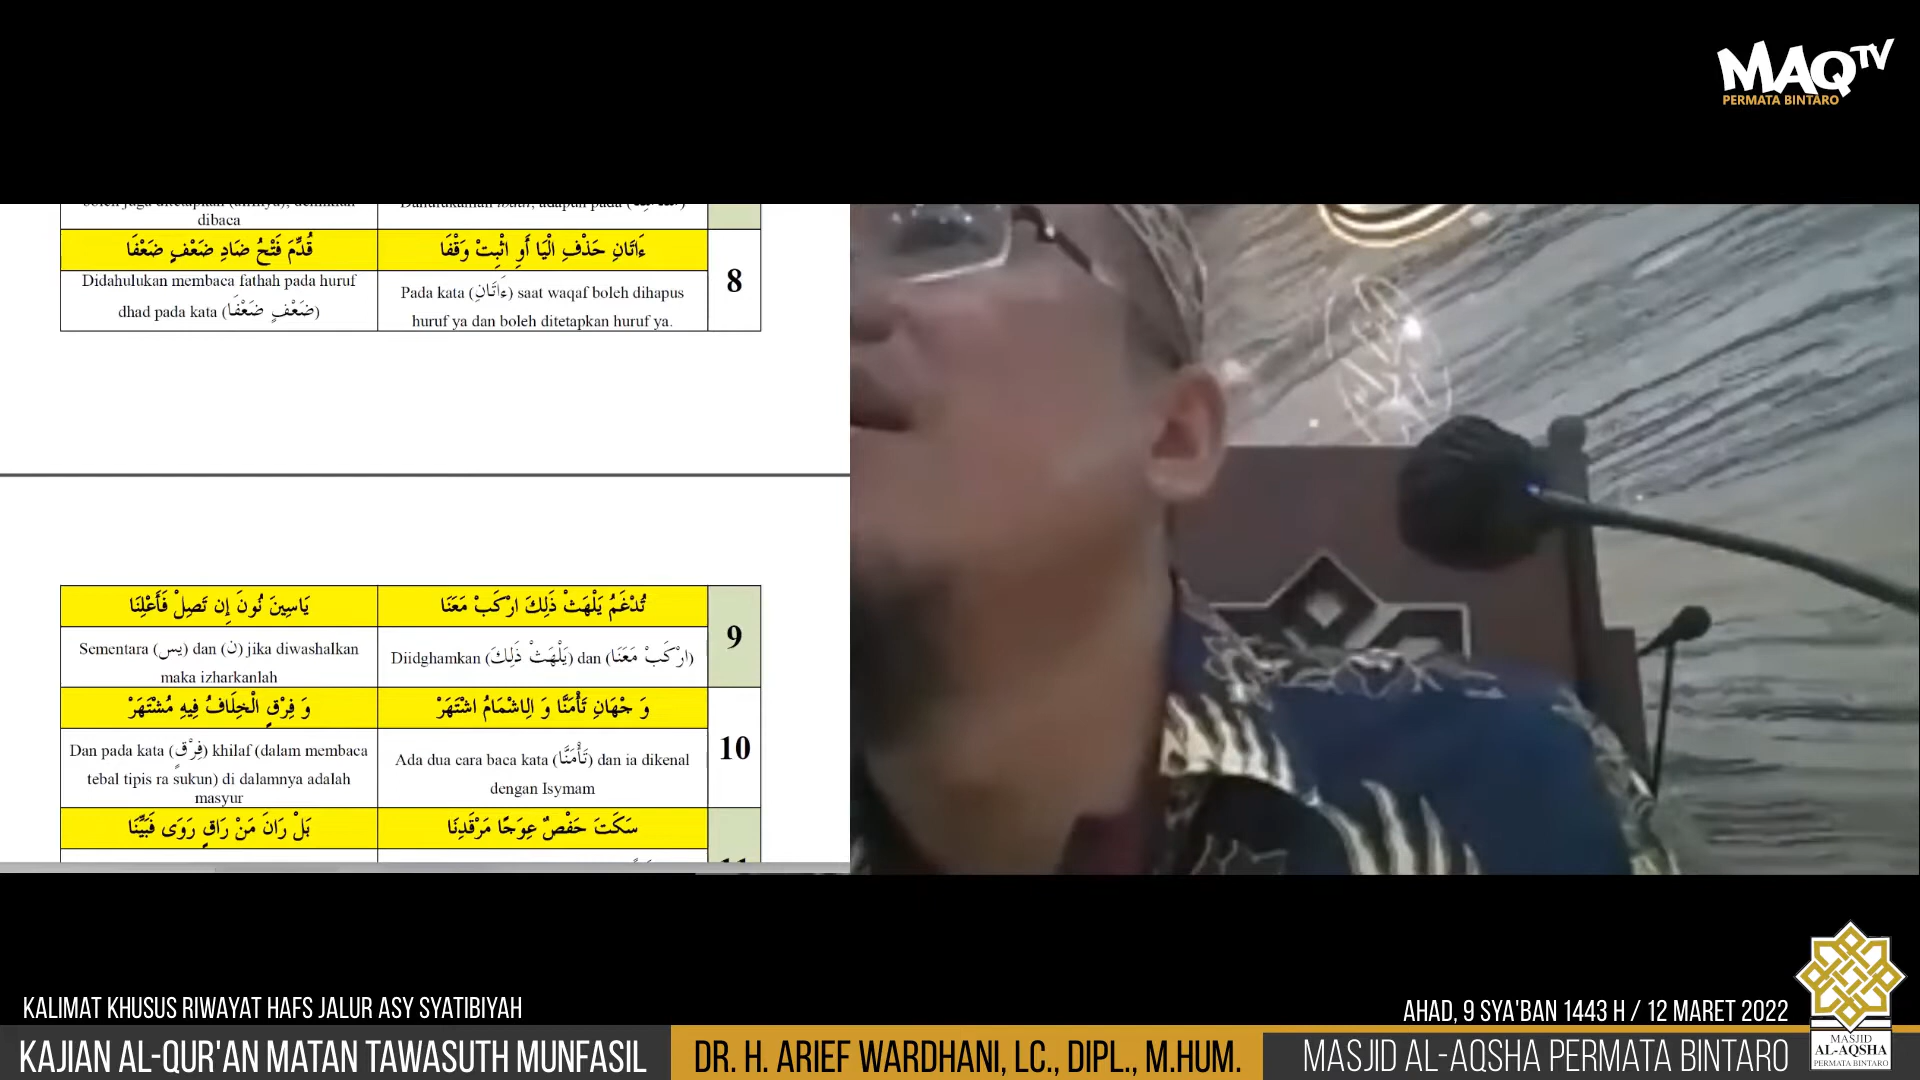 MAQ TV
PERMATA BINTARO
dibaca
ءَاتَانِ حَذْفِ الْيَا أَوِ اثْبِتْ وَقْفَا
قُدِّمَ فَتْحُ ضَادِ ضَعْفٍ ضَعْفَا
8
Pada kata (ءَاتَانِ) saat waqaf boleh dihapus
huruf ya dan boleh ditetapkan huruf ya.
Didahulukan membaca fathah pada huruf
dhad pada kata (ضَعْفٍ ضَعْفًا)
تُدْغَمُ يَلْهَثْ ذَلِكَ ارْكَبْ مَعَنَا
يَاسِينَ نُونَ إِن تَصِلْ فَأَعْلِنَا
9
Diidghamkan (يَلْهَثْ ذَلِكَ) dan (ارْكَبْ مَعَنَا)
Sementara (يس) dan (ن) jika diwashalkan
maka izharkanlah
وَ جْهَانِ تَأْمَنَّا وَ الِاشْمَامُ اشْتَهَرْ
وَ فِرْقٍ الْخِلَافُ فِيهِ مُشْتَهَرْ
10
Ada dua cara baca kata (تَأْمَنَّا) dan ia dikenal
dengan Isymam
Dan pada kata (فِرْقٍ) khilaf (dalam membaca
tebal tipis ra sukun) di dalamnya adalah
masyur
سَكَتَ حَفْصٌ عِوَجًا مَرْقَدِنَا
بَلْ رَانَ مَنْ رَاقٍ رَوَى فَبَيَّنَا
KALIMAT KHUSUS RIWAYAT HAFS JALUR ASY SYATIBIYAH
AHAD, 9 SYA'BAN 1443 H / 12 MARET 2022
KAJIAN AL-QUR'AN MATAN TAWASUTH MUNFASIL
DR. H. ARIEF WARDHANI, LC., DIPL., M.HUM.
MASJID AL-AQSHA PERMATA BINTARO
MASJID
AL-AQSHA
PERMATA BINTARO